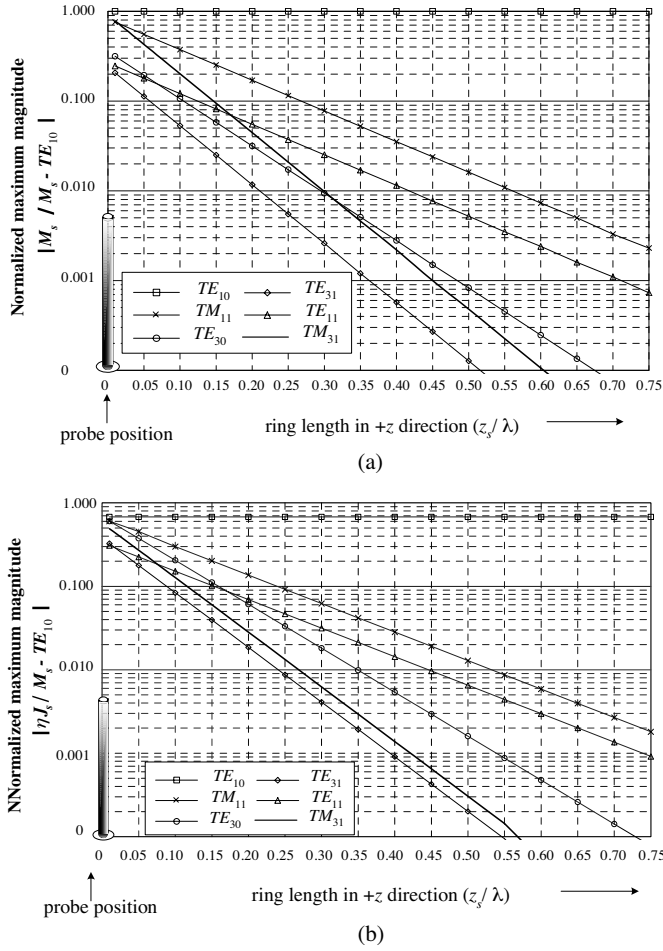 Normalized maximum magnitude
| M_s / M_s - TE_10 |
1.000
0.100
0.010
0.001
0
TE_10 TE_31
TM_11 TE_11
TE_30 TM_31
0 0.05 0.10 0.15 0.20 0.25 0.30 0.35 0.40 0.45 0.50 0.55 0.60 0.65 0.70 0.75
probe position
ring length in +z direction (z_s/ λ)
(a)
NNormalized maximum magnitude
| ηJ_s / M_s - TE_10 |
1.000
0.100
0.010
0.001
0
TE_10 TE_31
TM_11 TE_11
TE_30 TM_31
0 0.05 0.10 0.15 0.20 0.25 0.30 0.35 0.40 0.45 0.50 0.55 0.60 0.65 0.70 0.75
ring length in +z direction (z_s/ λ)
probe position
(b)